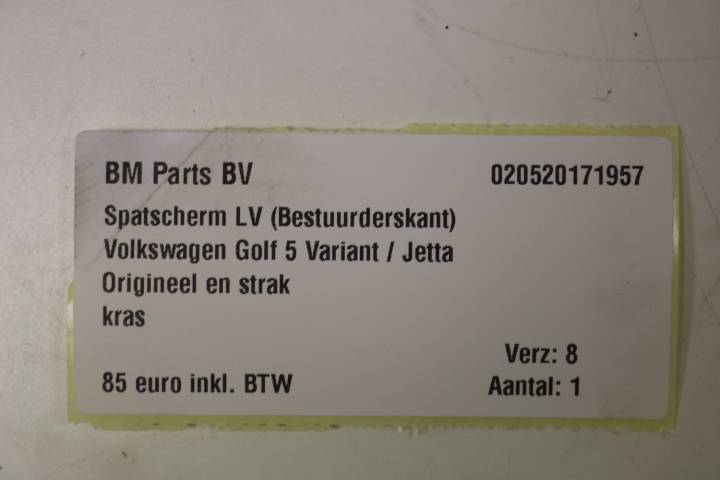 BM Parts BV 020520171957
Spatscherm LV (Bestuurderskant)
Volkswagen Golf 5 Variant / Jetta
Origineel en strak
kras
Verz: 8
85 euro inkl. BTW Aantal: 1